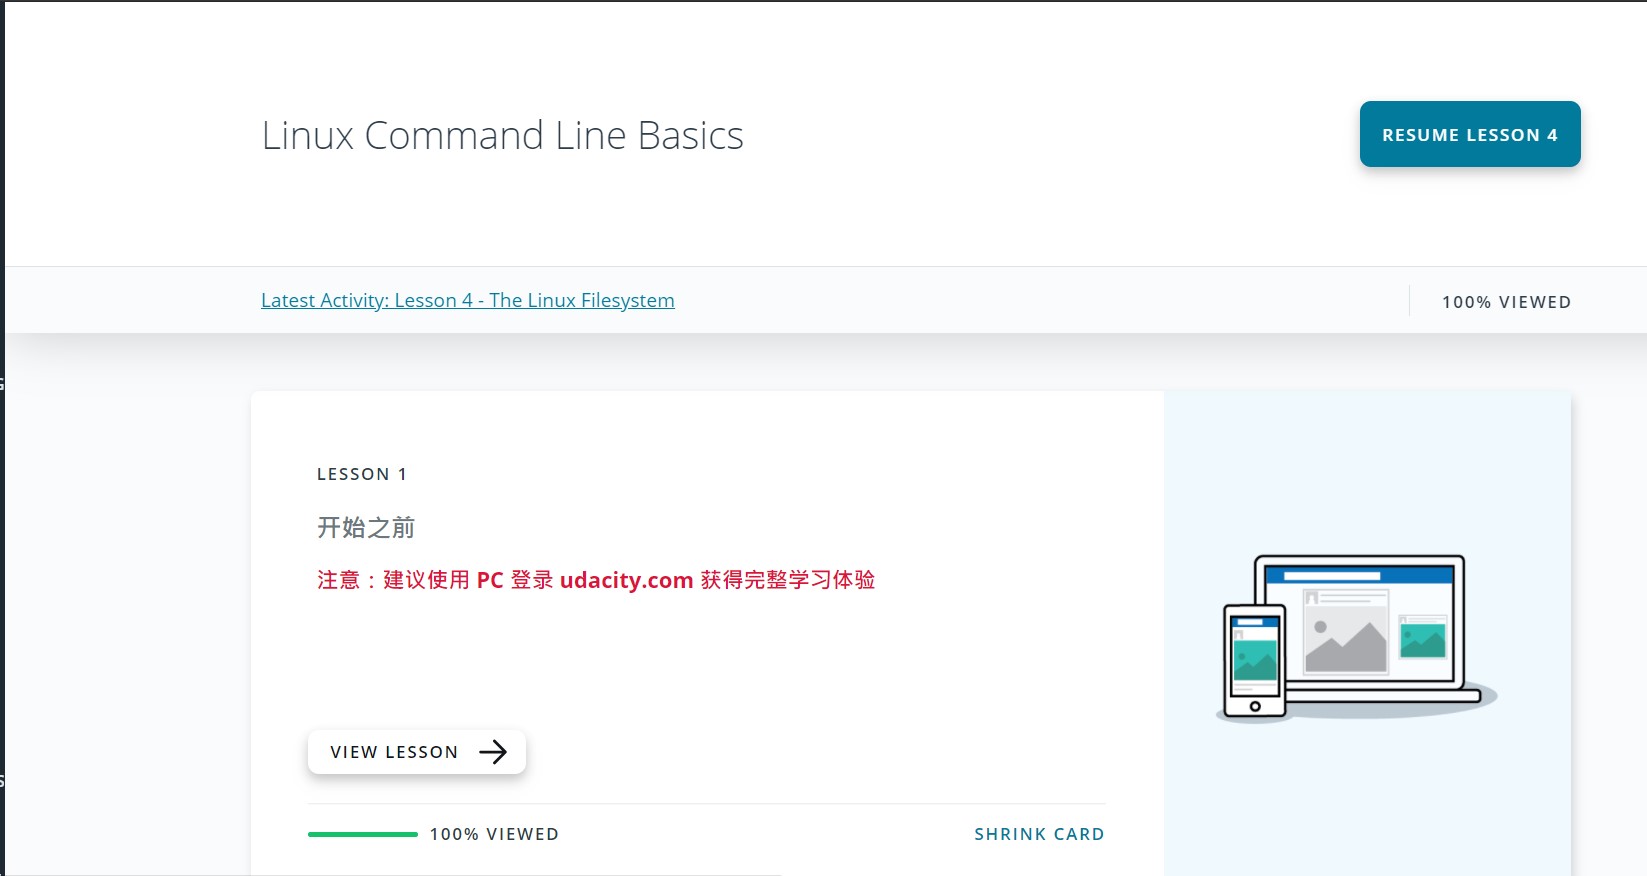 Linux Command Line Basics
RESUME LESSON 4
Latest Activity: Lesson 4 - The Linux Filesystem
100% VIEWED
LESSON 1
开始之前
注意：建议使用 PC 登录 udacity.com 获得完整学习体验
VIEW LESSON
100% VIEWED
SHRINK CARD